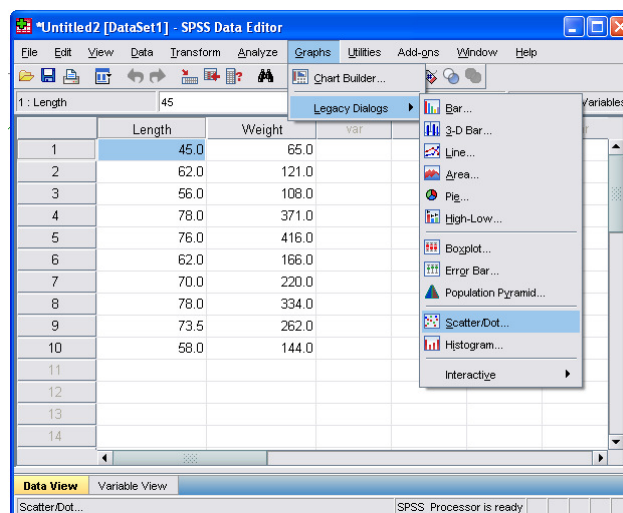 *Untitled2 [DataSet1] - SPSS Data Editor
File Edit View Data Transform Analyze Graphs Utilities Add-ons Window Help
Chart Builder...
1 : Length 45 Variables
Legacy Dialogs
Bar...
3-D Bar...
Line...
Area...
Pie...
High-Low...
Boxplot...
Error Bar...
Population Pyramid...
Scatter/Dot...
Histogram...
Interactive
Length Weight var
1 45.0 65.0
2 62.0 121.0
3 56.0 108.0
4 78.0 371.0
5 76.0 416.0
6 62.0 166.0
7 70.0 220.0
8 78.0 334.0
9 73.5 262.0
10 58.0 144.0
11
12
13
14
Data View Variable View
Scatter/Dot... SPSS Processor is ready